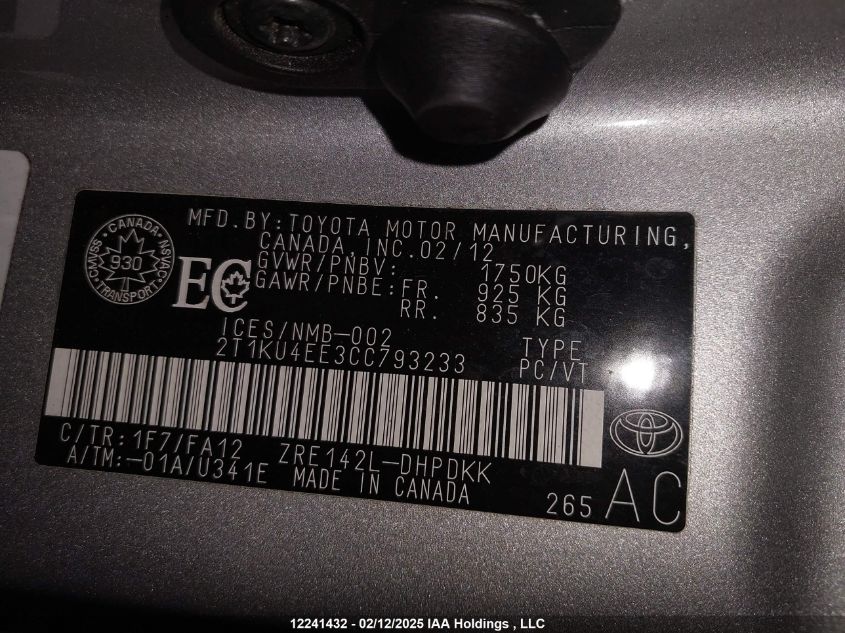 MFD.BY:TOYOTA MOTOR MANUFACTURING,
CANADA, INC.02/12
GVWR/PNBV: 1750KG
GAWR/PNBE:FR. 925 KG
RR. 835 KG
CANADA
NSVAC
TRANSPORT
CMVSS
930
EC
ICES/NMB-002
2T1KU4EE3CC793233
TYPE
PC/VT
C/TR:1F7/FA12 ZRE142L-DHPDKK
A/TM:-01A/U341E MADE IN CANADA
265 AC
12241432 - 02/12/2025 IAA Holdings , LLC